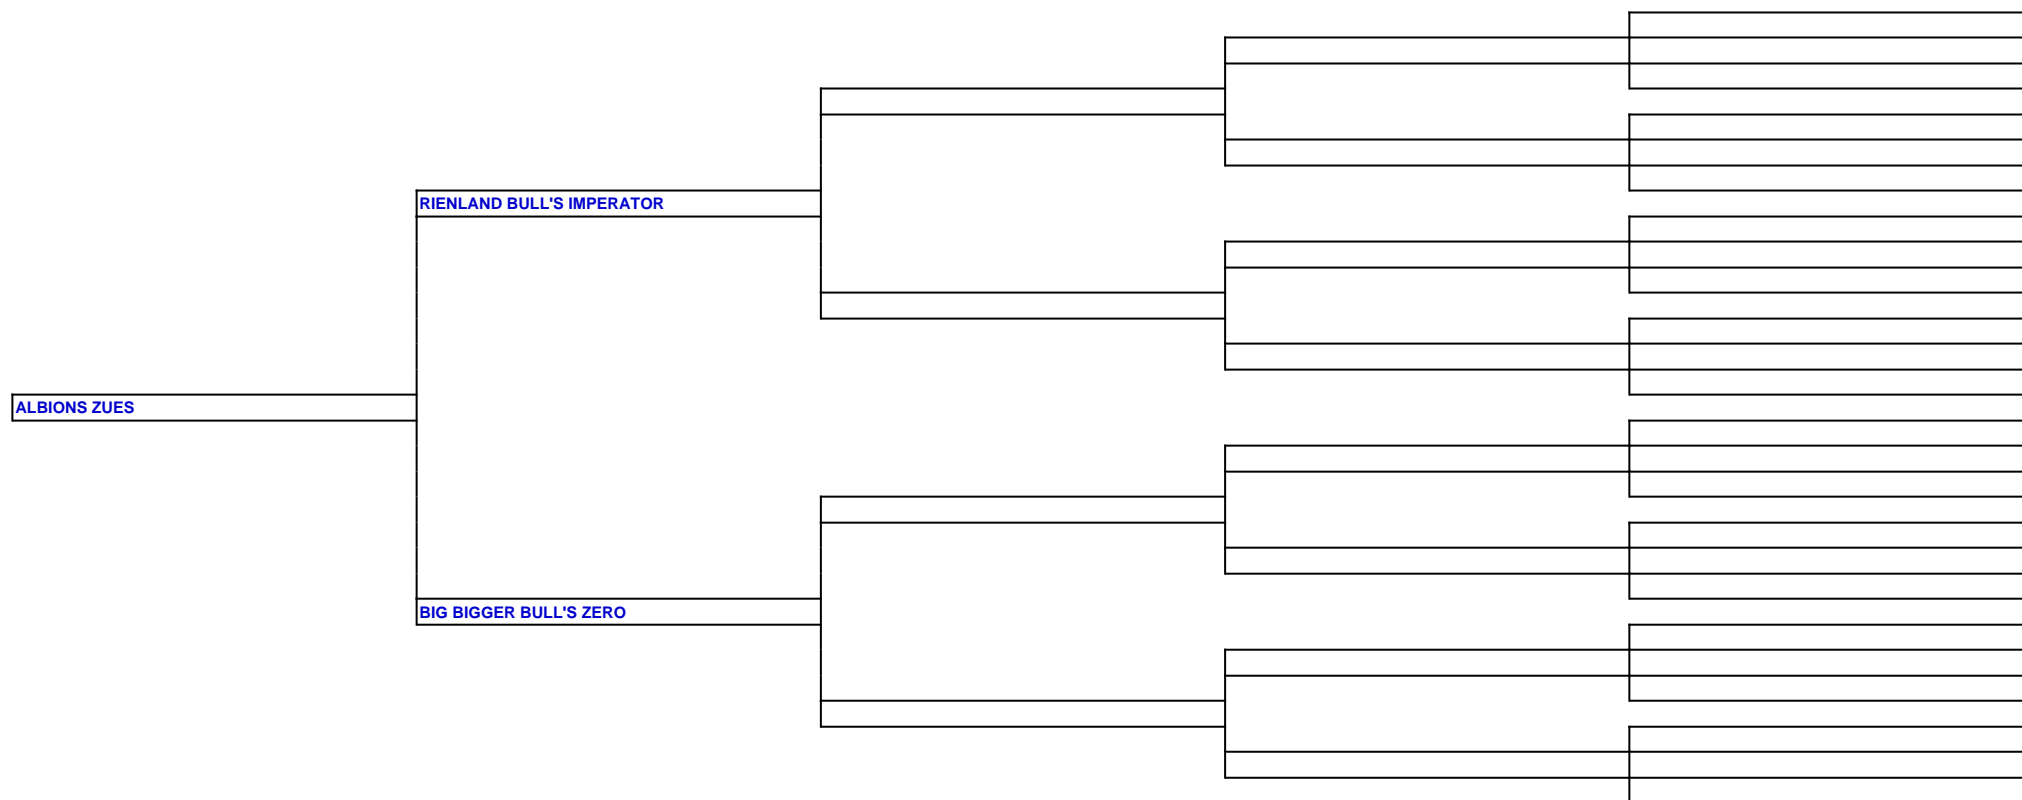 RIENLAND BULL'S IMPERATOR
ALBIONS ZUES
BIG BIGGER BULL'S ZERO